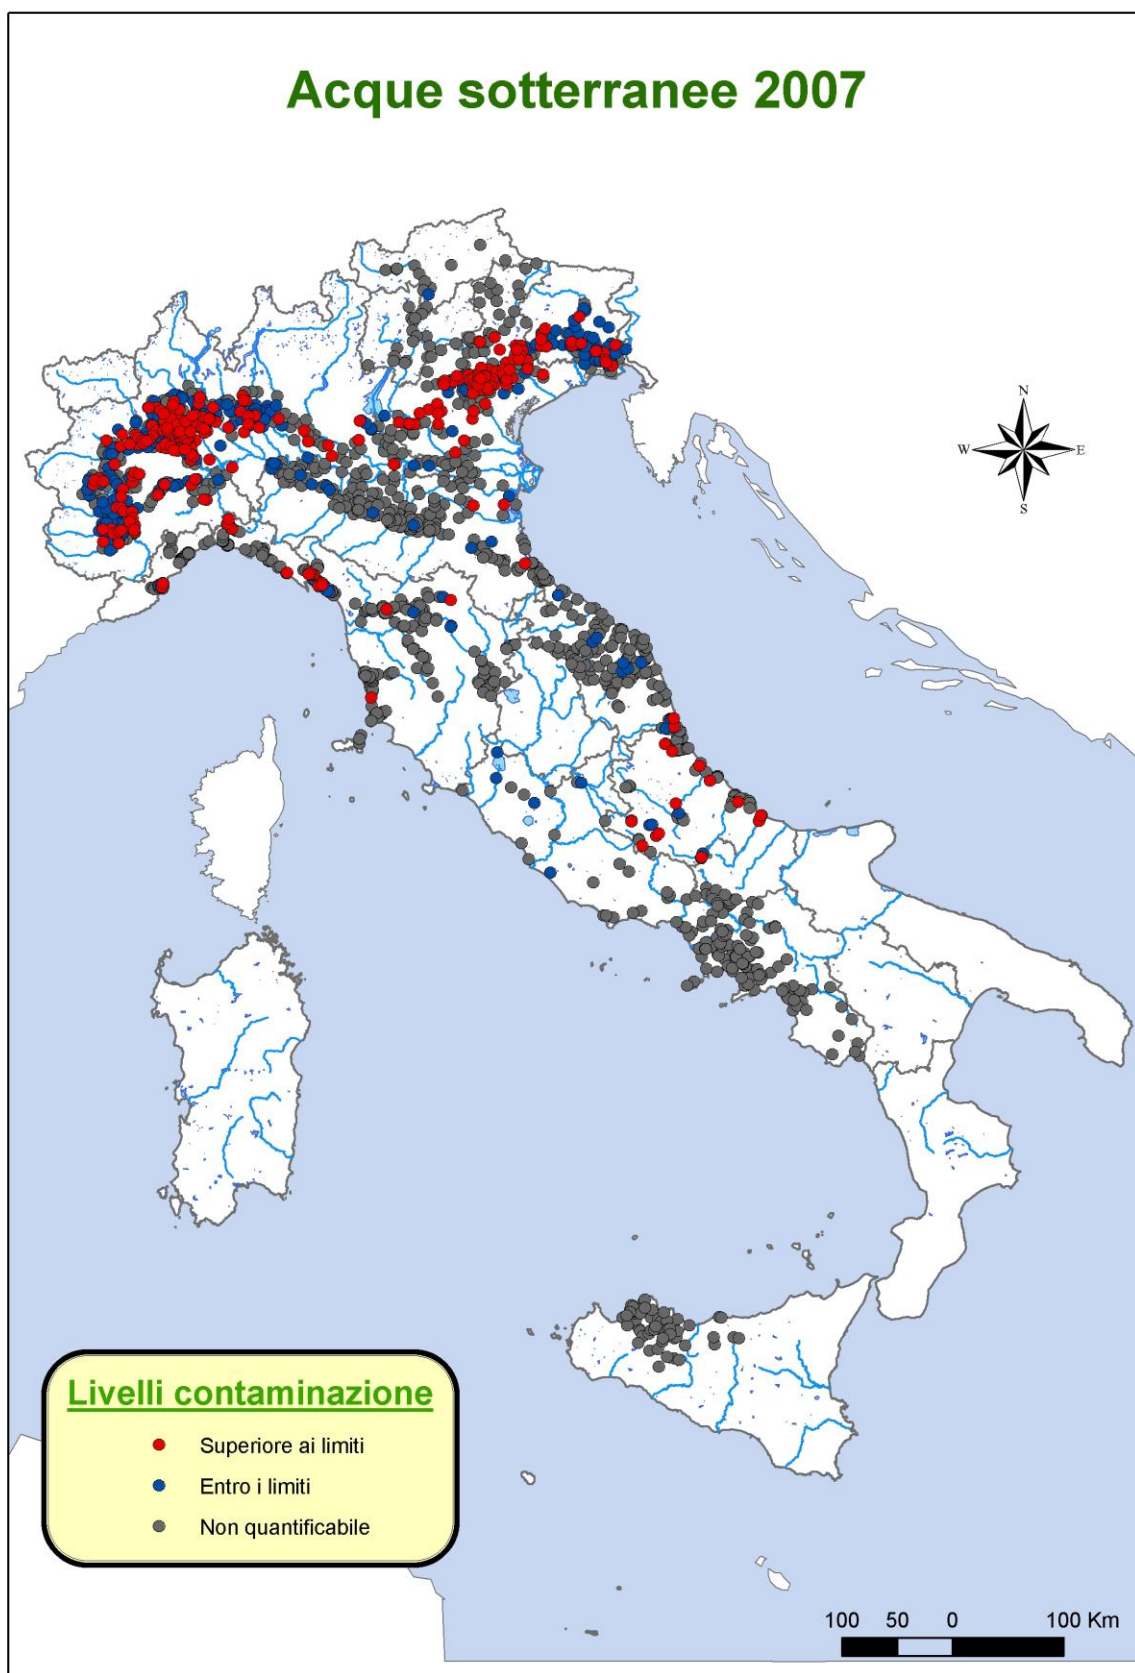 Acque sotterranee 2007
N
W E
S
Livelli contaminazione
Superiore ai limiti
Entro i limiti
Non quantificabile
100 50 0 100 Km